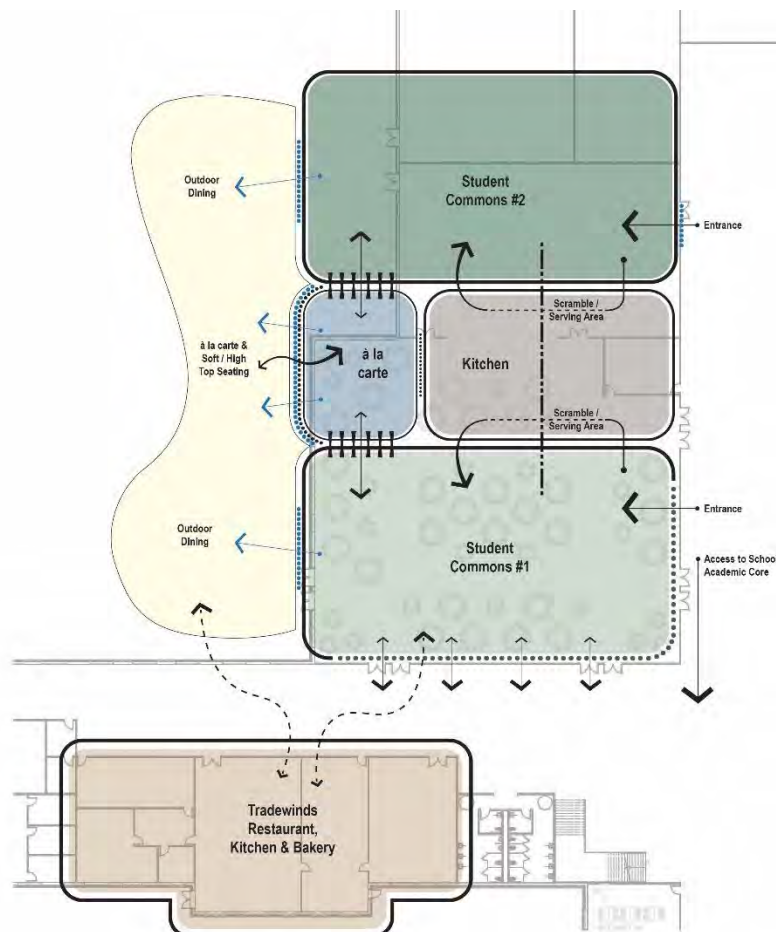 Outdoor
Dining
Student
Commons #2
Entrance
Scramble /
Serving Area
à la carte &
Soft / High
Top Seating
à la
carte
Kitchen
Scramble /
Serving Area
Entrance
Outdoor
Dining
Student
Commons #1
Access to School
Academic Core
Tradewinds
Restaurant,
Kitchen & Bakery